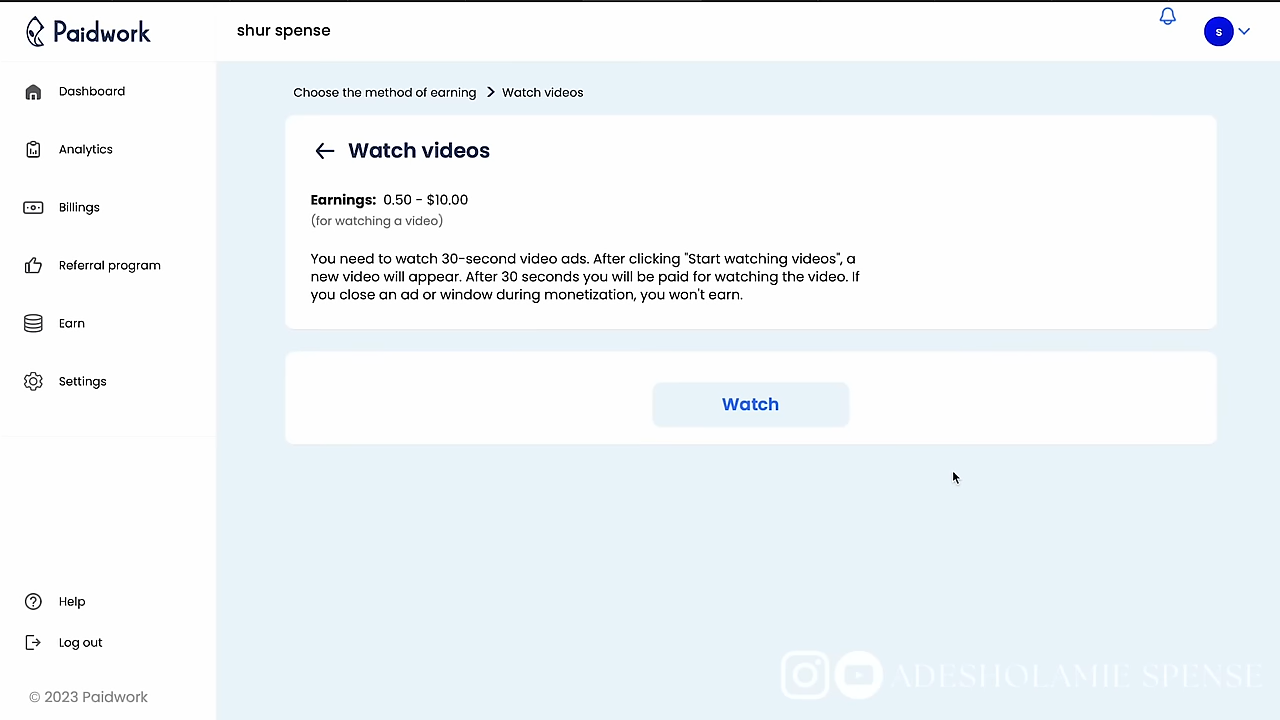 Paidwork
shur spense
s
Dashboard
Analytics
Billings
Referral program
Earn
Settings
Help
Log out
© 2023 Paidwork
Choose the method of earning > Watch videos
Watch videos
Earnings: 0.50 - $10.00
(for watching a video)
You need to watch 30-second video ads. After clicking "Start watching videos", a
new video will appear. After 30 seconds you will be paid for watching the video. If
you close an ad or window during monetization, you won't earn.
Watch
ADESHOLAMIE SPENSE